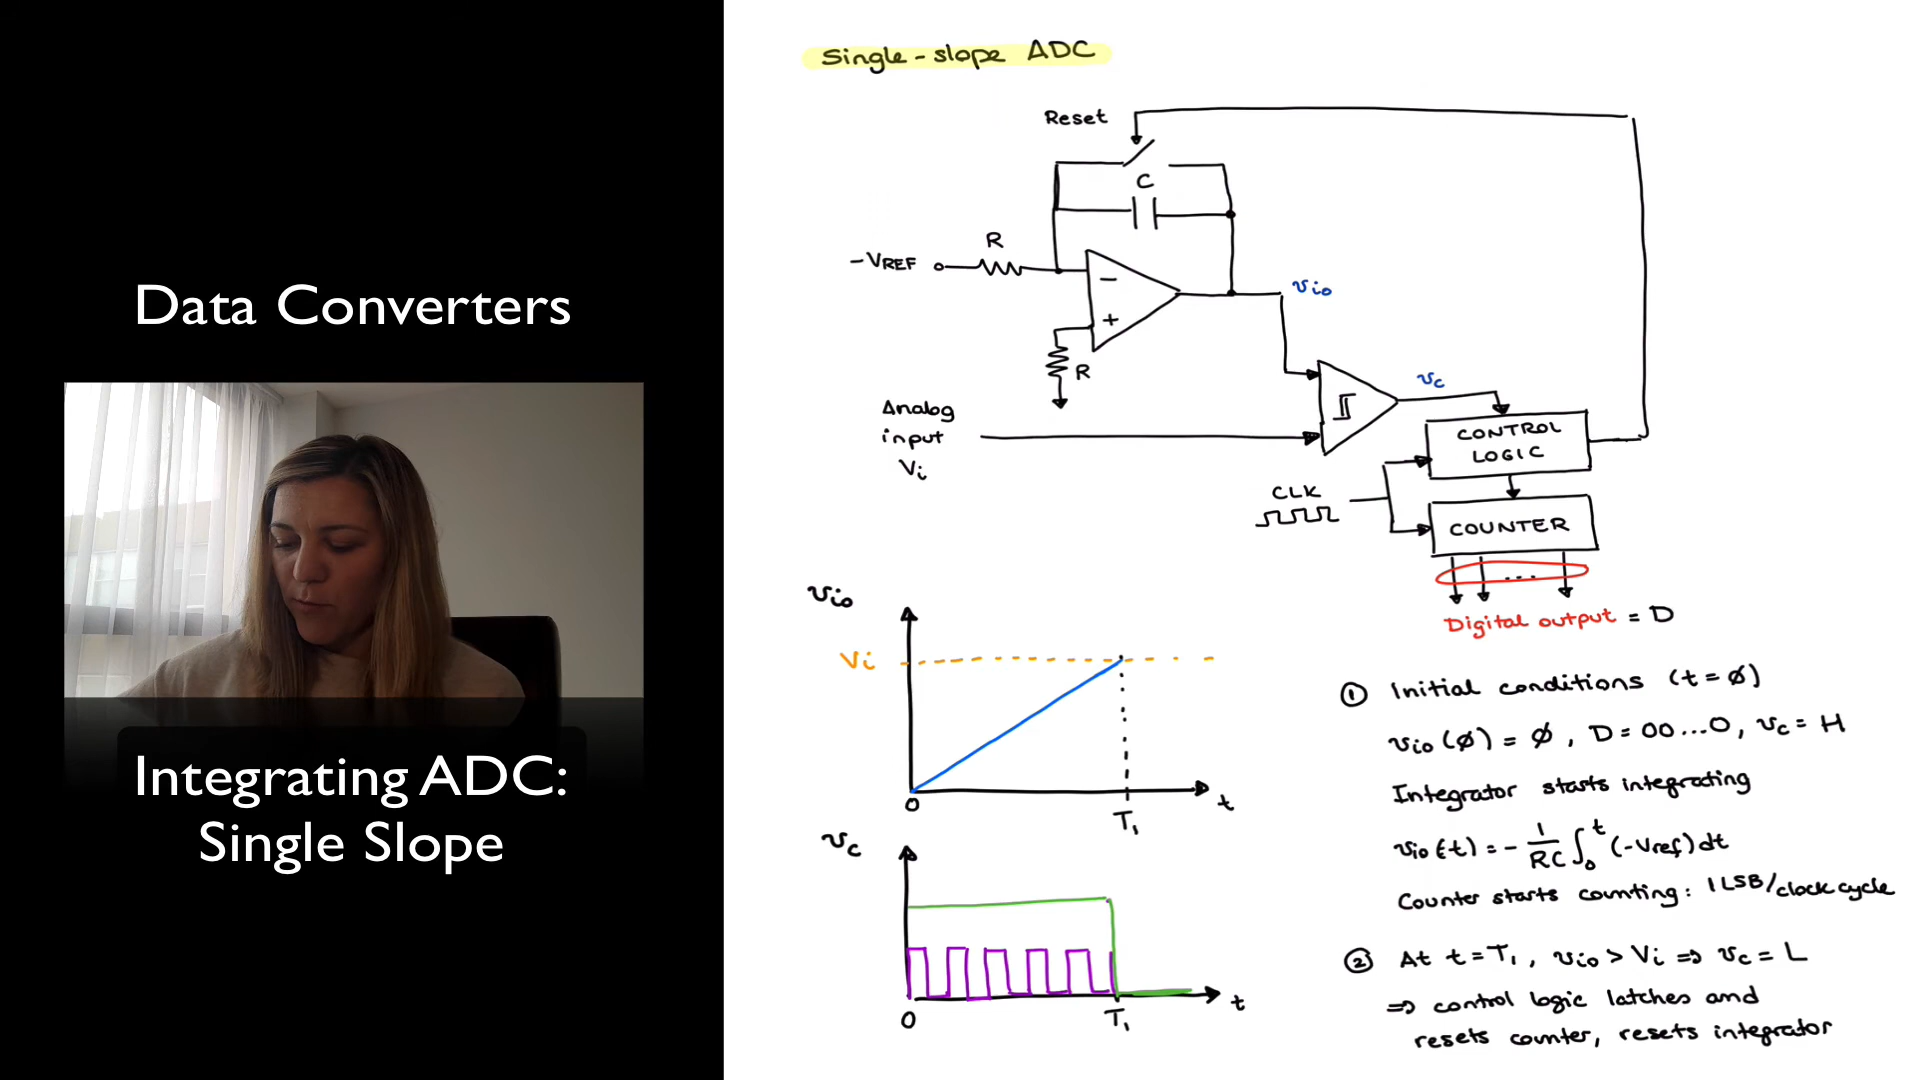 Data Converters
Integrating ADC:
Single Slope
Single-slope ADC
Reset
C
R
-VREF
−
+
R
vio
Analog
input
Vi
vc
CONTROL
LOGIC
CLK
COUNTER
...
Digital output = D
vio
Vi
0
T1
t
vc
0
T1
t
① Initial conditions (t=ø)
vio(ø) = ø, D=00...0, vc = H
Integrator starts integrating
vio(t) = - 1/RC ∫0t (-Vref)dt
Counter starts counting: 1LSB/clock cycle
② At t=T1, vio > Vi ⇒ vc = L
⇒ control logic latches and
resets counter, resets integrator